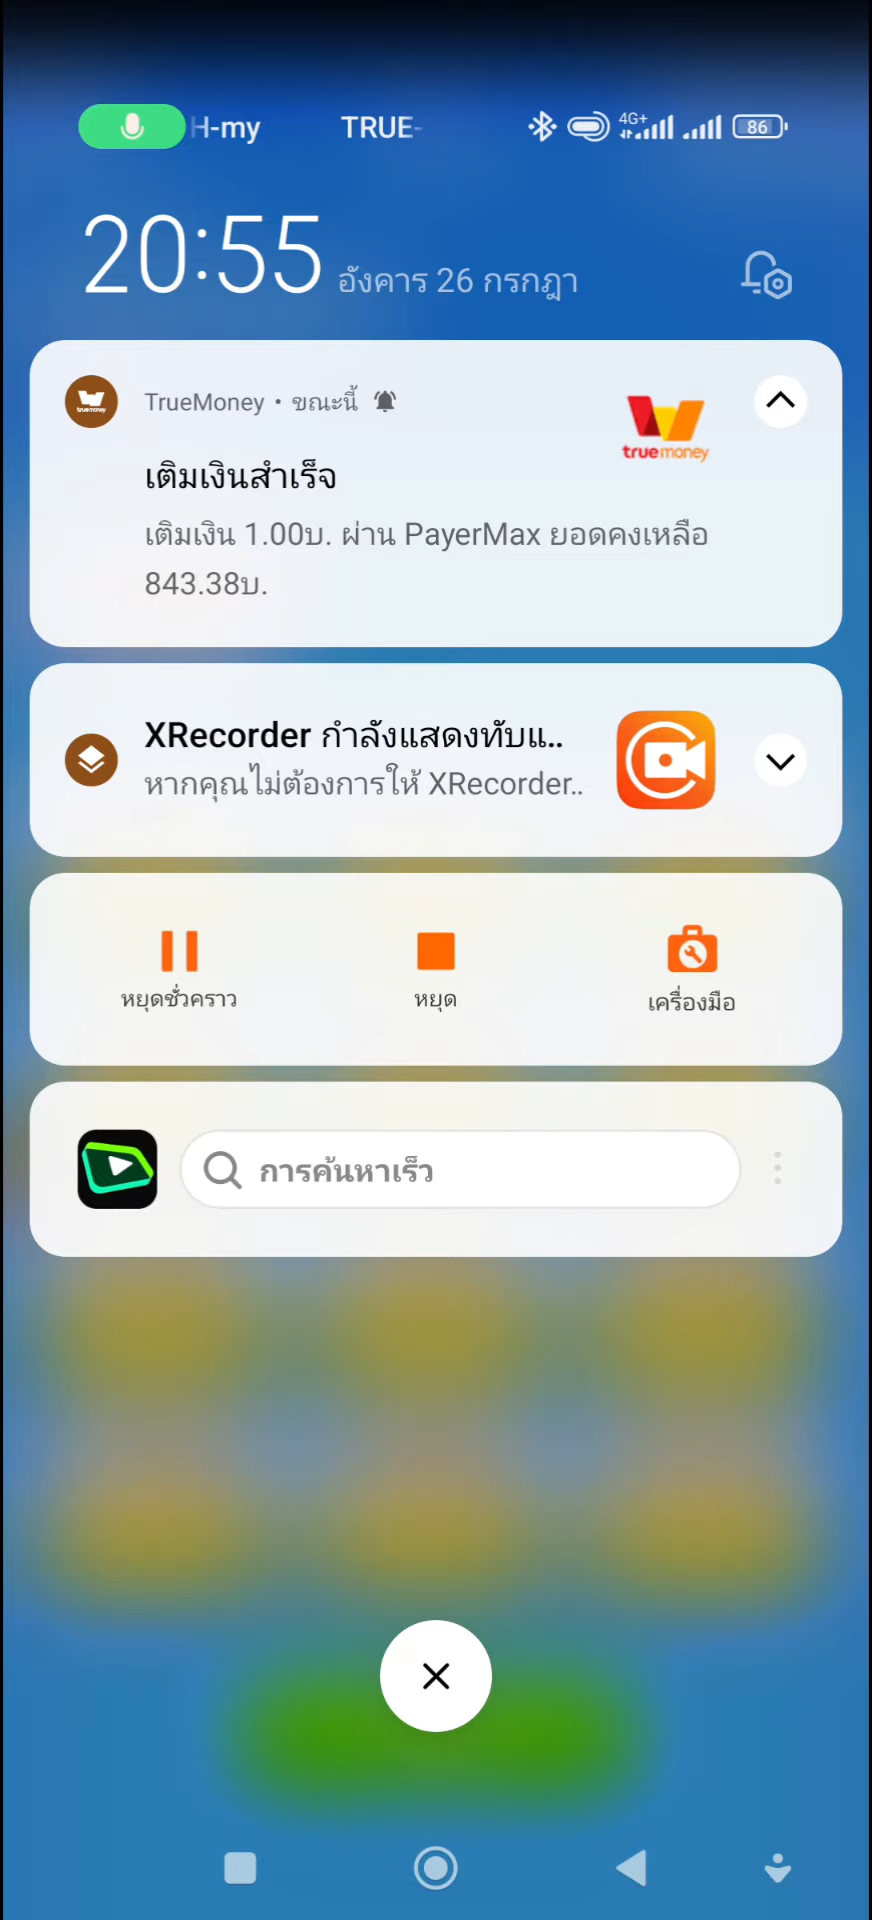 H-my TRUE- 4G+ 86
20:55 อังคาร 26 กรกฎา
TrueMoney • ขณะนี้
truemoney
เติมเงินสำเร็จ
เติมเงิน 1.00บ. ผ่าน PayerMax ยอดคงเหลือ
843.38บ.
XRecorder กำลังแสดงทับแ..
หากคุณไม่ต้องการให้ XRecorder..
หยุดชั่วคราว หยุด เครื่องมือ
การค้นหาเร็ว